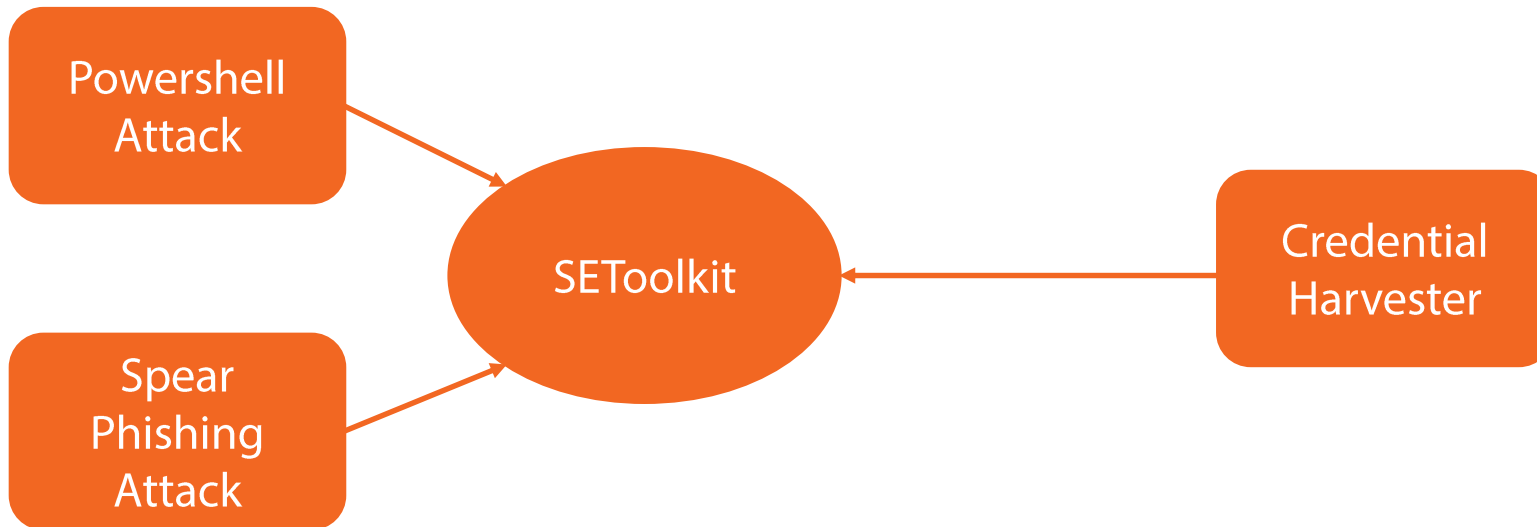 Powershell
Attack
SEToolkit
Credential
Harvester
Spear
Phishing
Attack